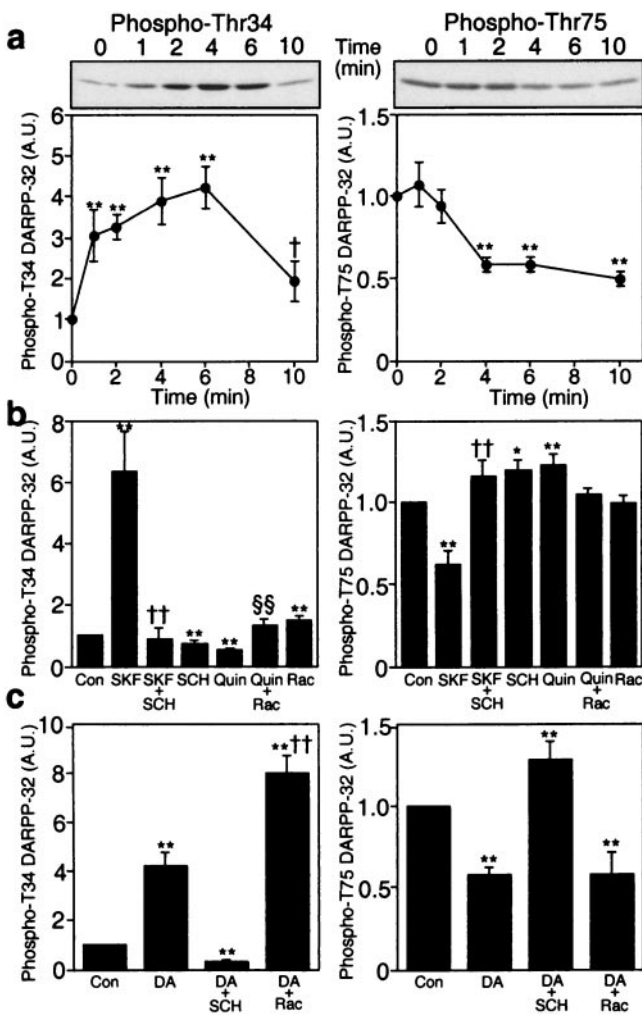 a
Phospho-Thr34
0 1 2 4 6 10
Time (min)
Phospho-Thr75
0 1 2 4 6 10
Phospho-T34 DARPP-32 (A.U.)
6
5
4
3
2
1
0
** ** ** ** †
0 2 4 6 8 10
Time (min)
Phospho-T75 DARPP-32 (A.U.)
1.5
1.0
0.5
0
** ** **
0 2 4 6 8 10
Time (min)
b
Phospho-T34 DARPP-32 (A.U.)
8
6
4
2
0
** †† ** ** §§ **
Con SKF SKF + SCH SCH Quin Quin + Rac Rac
Phospho-T75 DARPP-32 (A.U.)
1.5
1.0
0.5
0
** †† * **
Con SKF SKF + SCH SCH Quin Quin + Rac Rac
c
Phospho-T34 DARPP-32 (A.U.)
10
8
6
4
2
0
** ** **††
Con DA DA + SCH DA + Rac
Phospho-T75 DARPP-32 (A.U.)
1.5
1.0
0.5
0
** ** **
Con DA DA + SCH DA + Rac